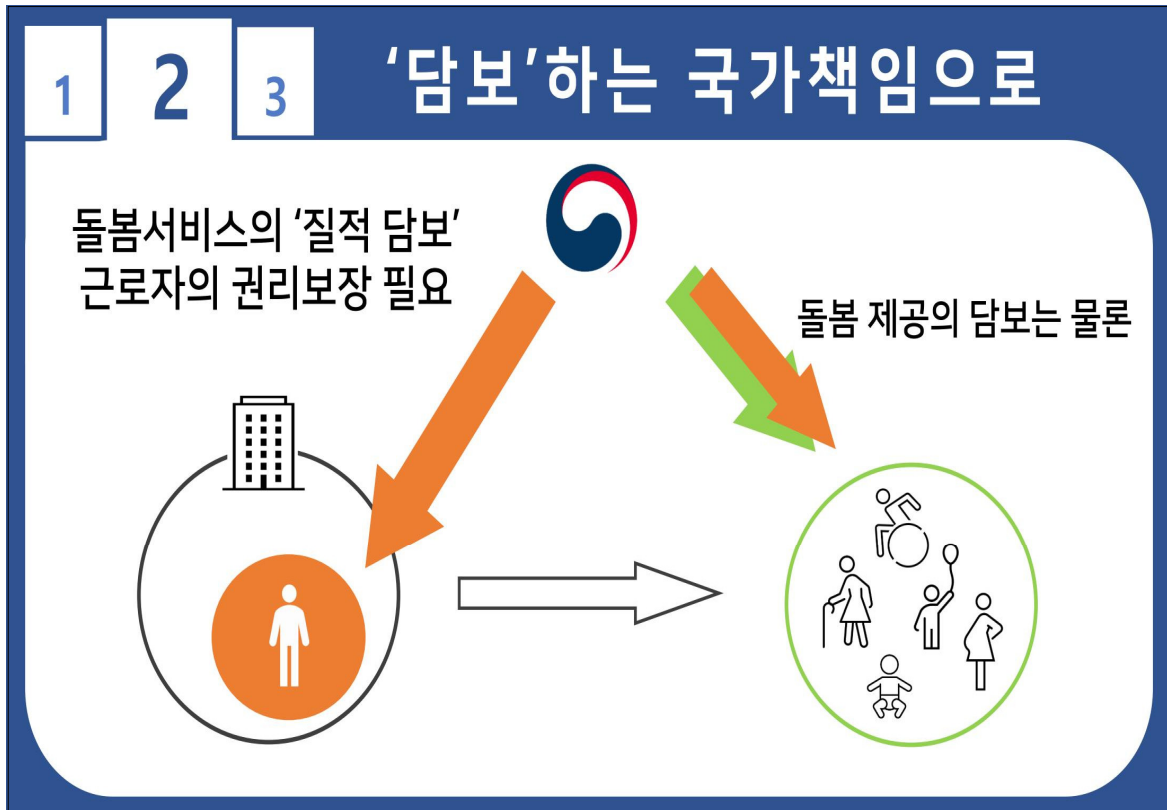 1
2
3
‘담보’하는 국가책임으로
돌봄서비스의 ‘질적 담보’
근로자의 권리보장 필요
돌봄 제공의 담보는 물론